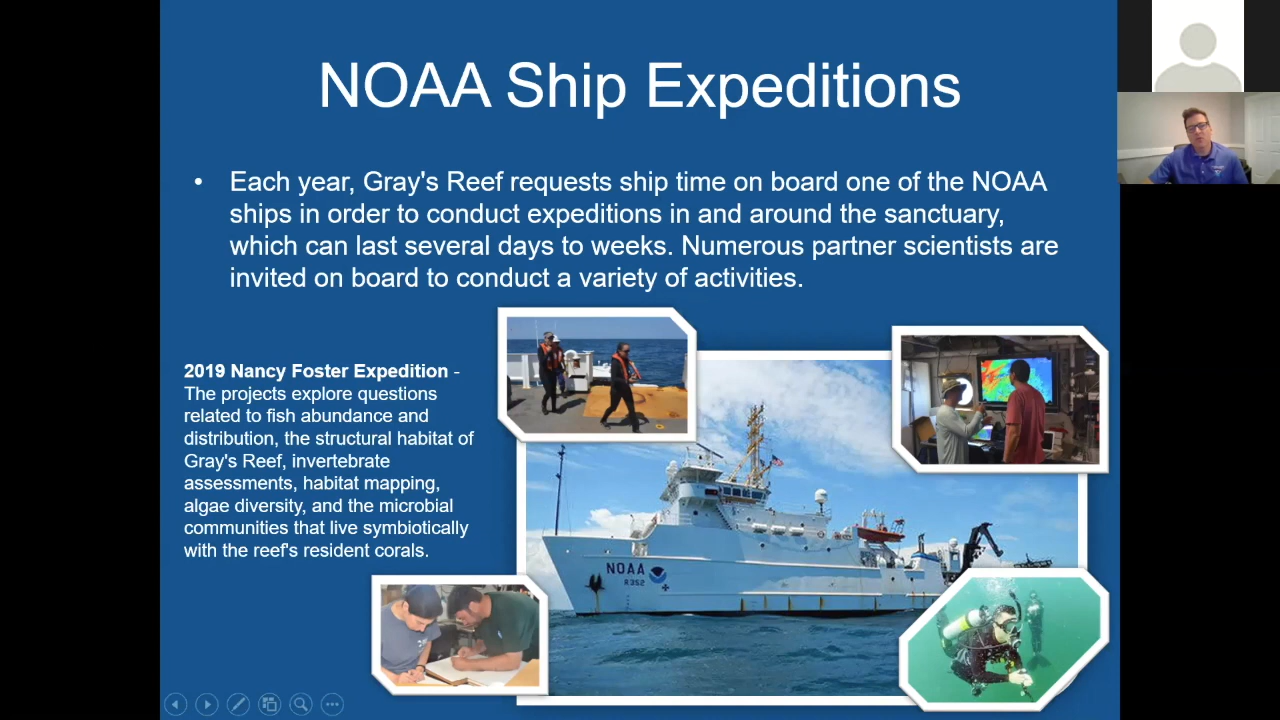 NOAA Ship Expeditions
• Each year, Gray's Reef requests ship time on board one of the NOAA
ships in order to conduct expeditions in and around the sanctuary,
which can last several days to weeks. Numerous partner scientists are
invited on board to conduct a variety of activities.
2019 Nancy Foster Expedition -
The projects explore questions
related to fish abundance and
distribution, the structural habitat of
Gray's Reef, invertebrate
assessments, habitat mapping,
algae diversity, and the microbial
communities that live symbiotically
with the reef's resident corals.
NOAA
R352